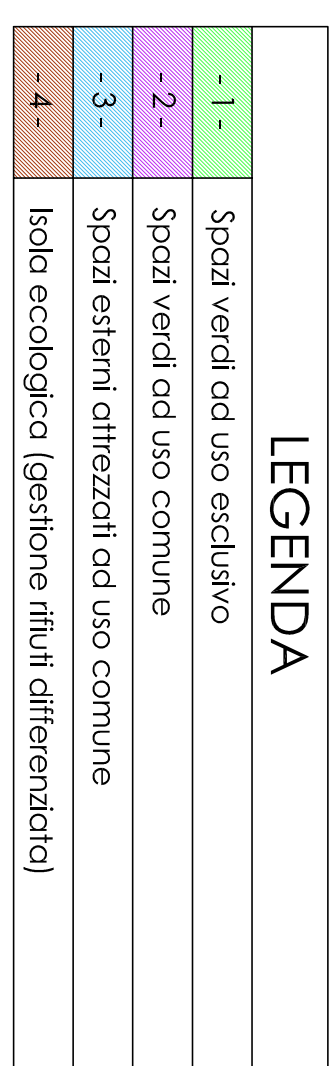 LEGENDA
- 1 - Spazi verdi ad uso esclusivo
- 2 - Spazi verdi ad uso comune
- 3 - Spazi esterni attrezzati ad uso comune
- 4 - Isola ecologica (gestione rifiuti differenziata)